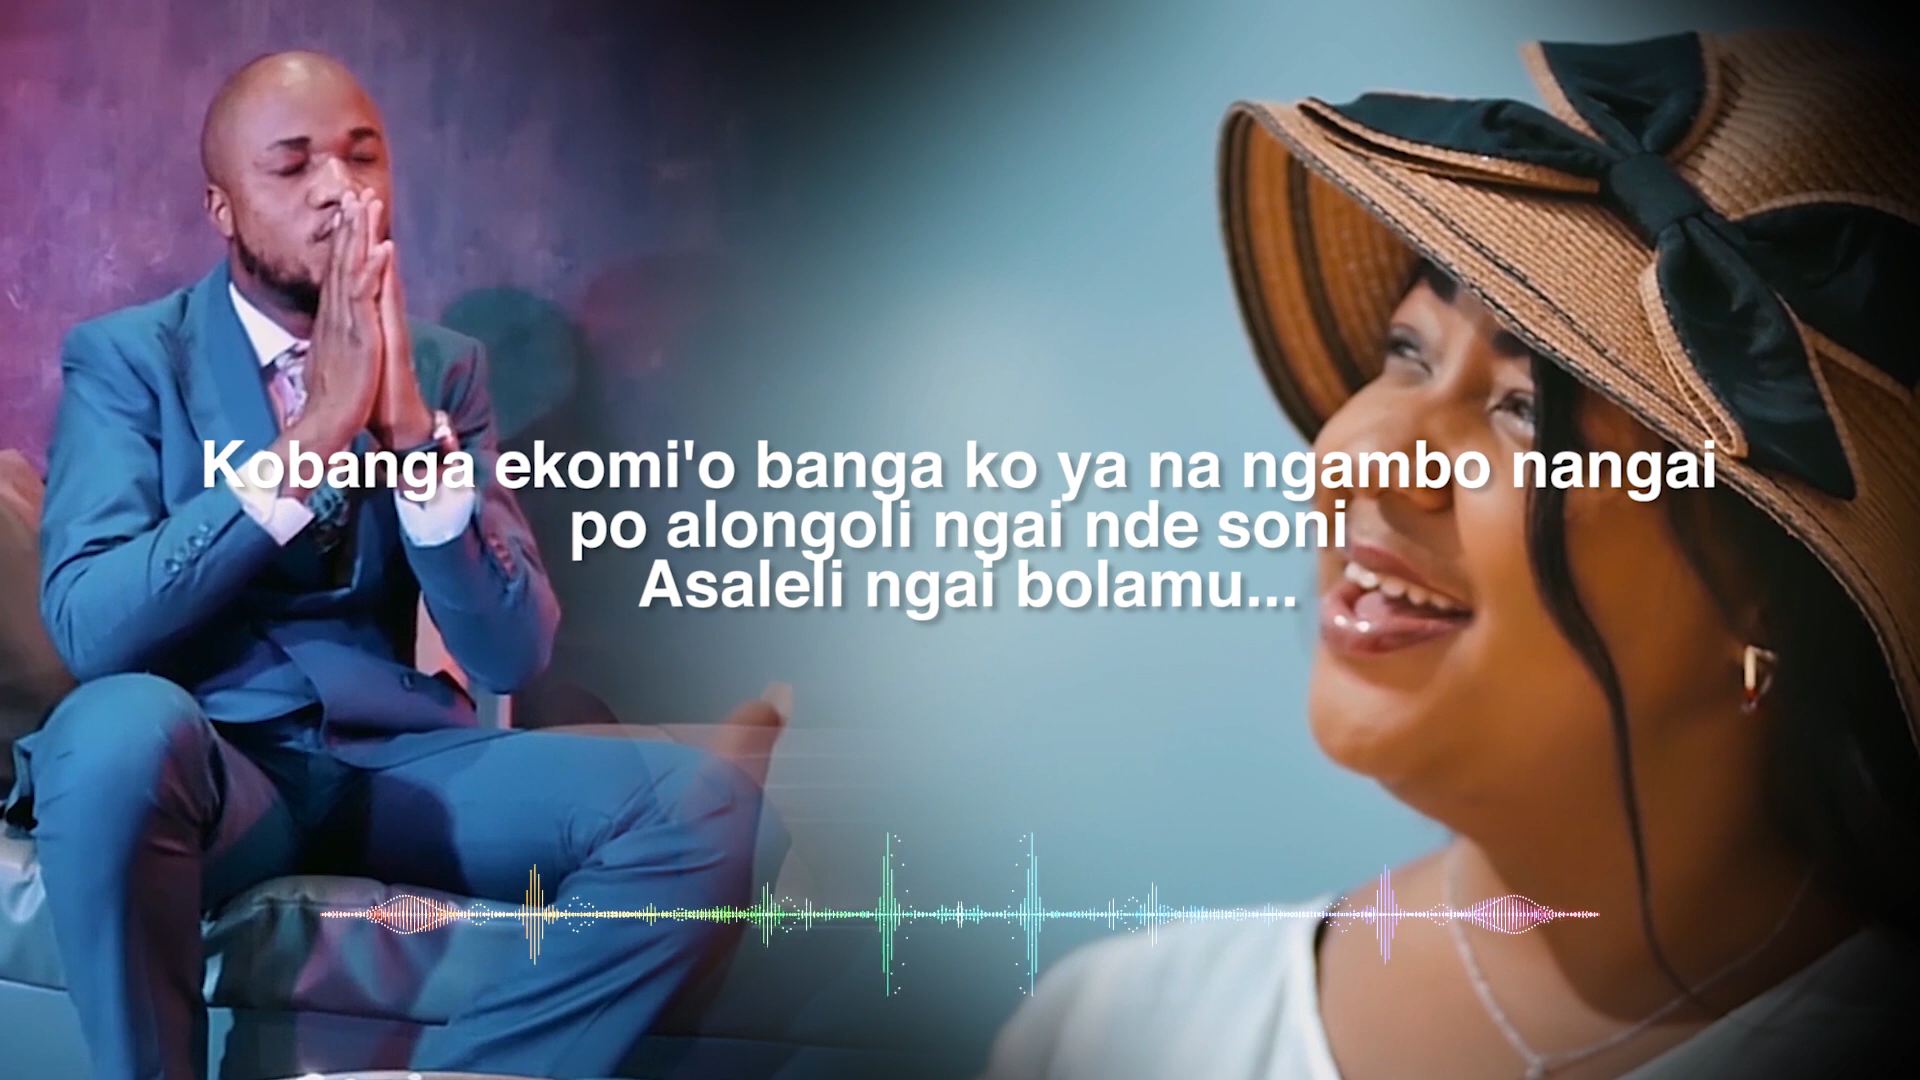 Kobanga ekomi'o banga ko ya na ngambo nangai
po alongoli ngai nde soni
Asaleli ngai bolamu...